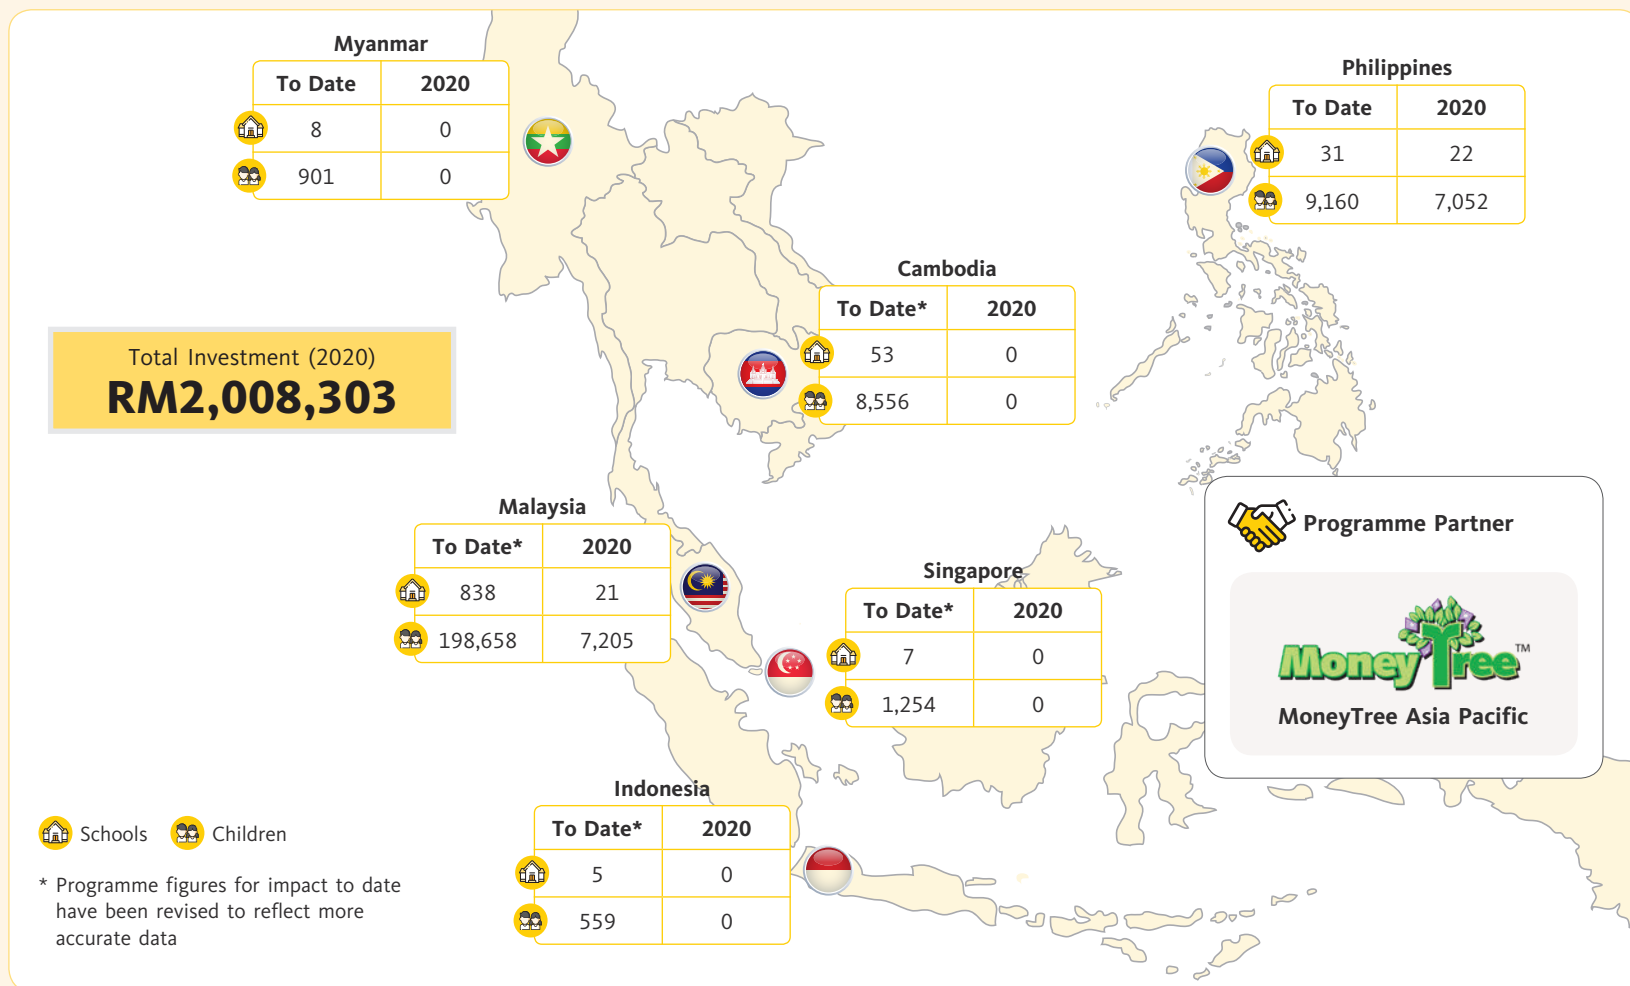 Myanmar
To Date 2020
8 0
901 0
Philippines
To Date 2020
31 22
9,160 7,052
Cambodia
To Date* 2020
53 0
8,556 0
Total Investment (2020)
RM2,008,303
Malaysia
To Date* 2020
838 21
198,658 7,205
Singapore
To Date* 2020
7 0
1,254 0
Programme Partner
MoneyTree™
MoneyTree Asia Pacific
Indonesia
To Date* 2020
5 0
559 0
Schools Children
* Programme figures for impact to date
have been revised to reflect more
accurate data